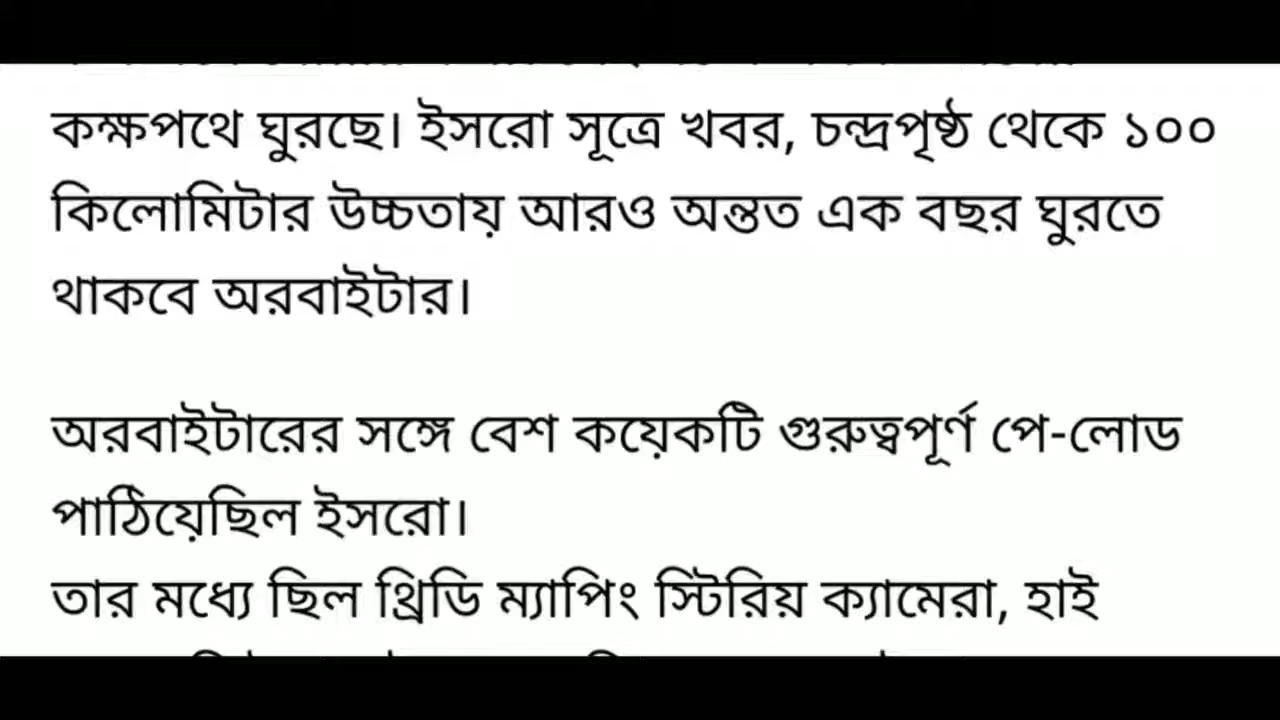 কক্ষপথে ঘুরছে। ইসরো সূত্রে খবর, চন্দ্রপৃষ্ঠ থেকে ১০০
কিলোমিটার উচ্চতায় আরও অন্তত এক বছর ঘুরতে
থাকবে অরবাইটার।
অরবাইটারের সঙ্গে বেশ কয়েকটি গুরুত্বপূর্ণ পে-লোড
পাঠিয়েছিল ইসরো।
তার মধ্যে ছিল থ্রিডি ম্যাপিং স্টিরিয় ক্যামেরা, হাই